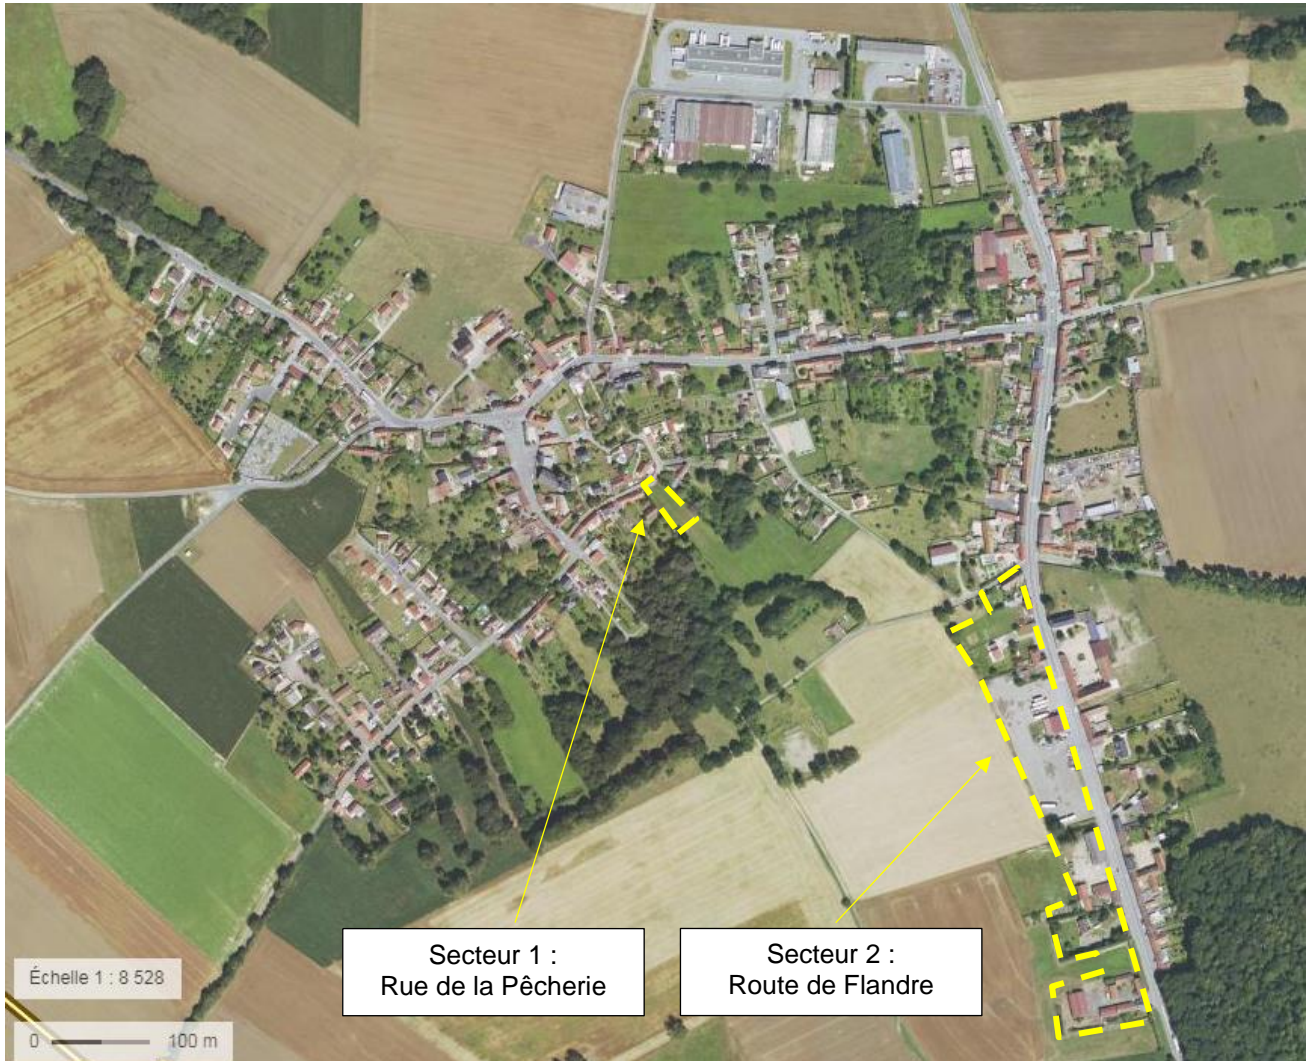 Secteur 1 :
Rue de la Pêcherie
Secteur 2 :
Route de Flandre
Échelle 1 : 8 528
0 100 m